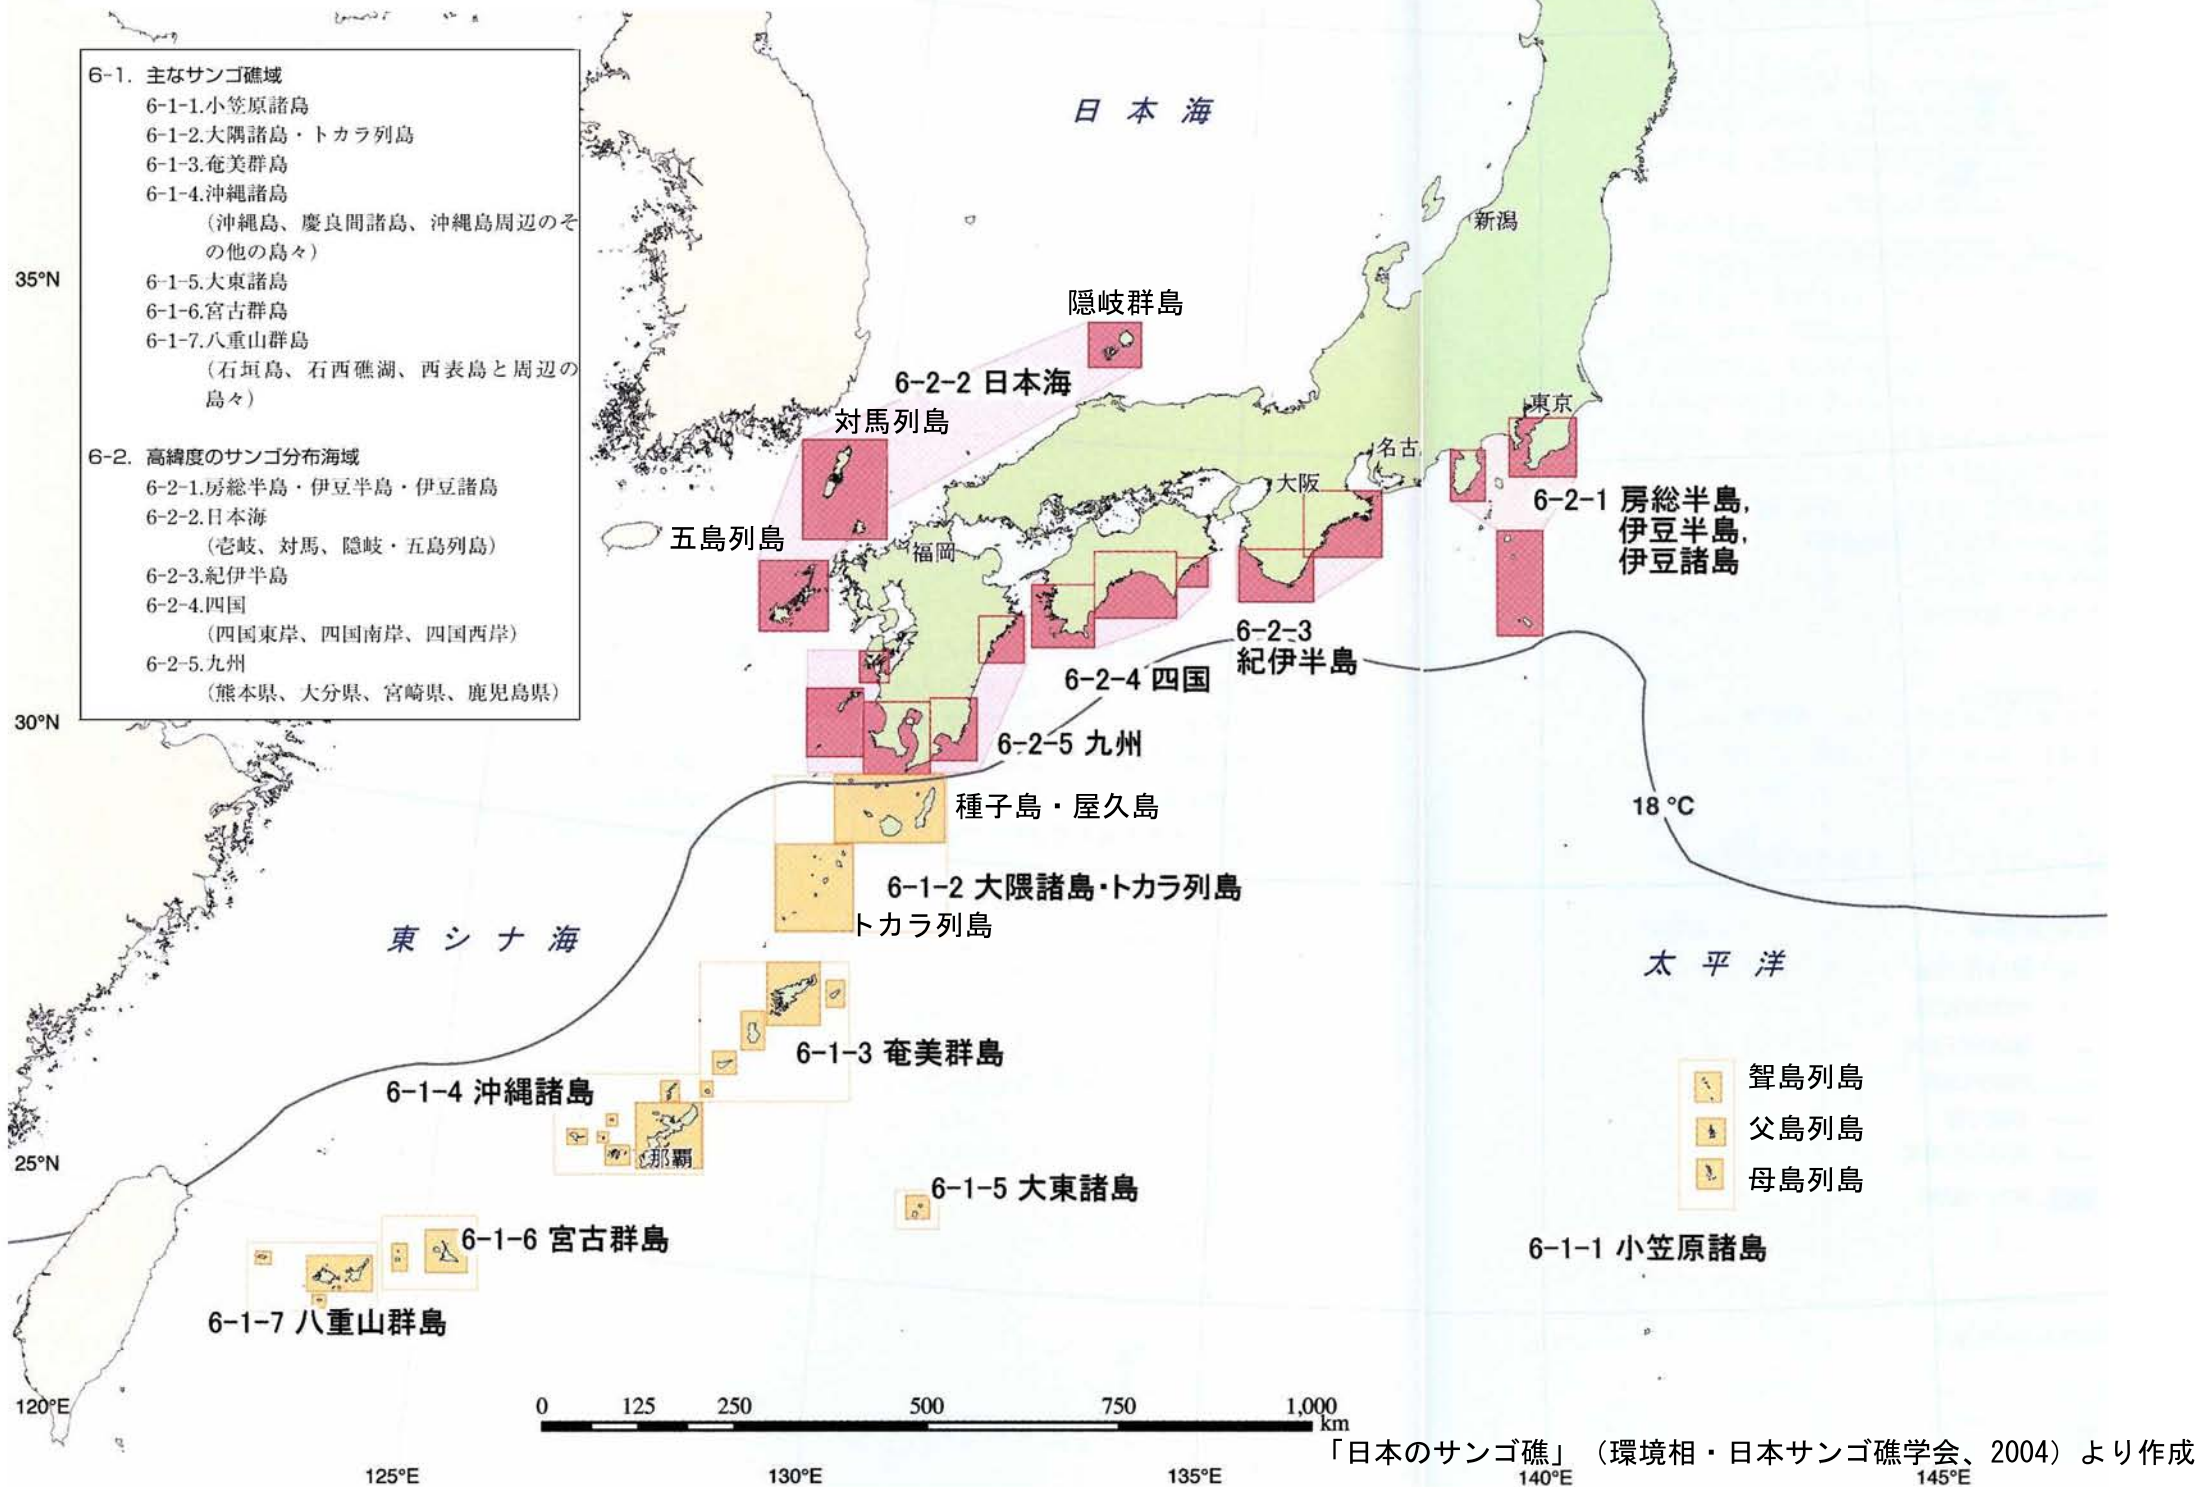 6-1. 主なサンゴ礁域
6-1-1.小笠原諸島
6-1-2.大隅諸島・トカラ列島
6-1-3.奄美群島
6-1-4.沖縄諸島
(沖縄島、慶良間諸島、沖縄島周辺のそ
の他の島々)
6-1-5.大東諸島
6-1-6.宮古群島
6-1-7.八重山群島
(石垣島、石西礁湖、西表島と周辺の
島々)
6-2. 高緯度のサンゴ分布海域
6-2-1.房総半島・伊豆半島・伊豆諸島
6-2-2.日本海
(壱岐、対馬、隠岐・五島列島)
6-2-3.紀伊半島
6-2-4.四国
(四国東岸、四国南岸、四国西岸)
6-2-5.九州
(熊本県、大分県、宮崎県、鹿児島県)
日本海
新潟
35°N
隠岐群島
6-2-2 日本海
対馬列島
東京
名古
大阪
6-2-1 房総半島,
伊豆半島,
伊豆諸島
五島列島
福岡
6-2-3
紀伊半島
6-2-4 四国
30°N
6-2-5 九州
種子島・屋久島
18 °C
6-1-2 大隈諸島・トカラ列島
トカラ列島
東シナ海
太平洋
6-1-3 奄美群島
聟島列島
6-1-4 沖縄諸島
父島列島
那覇
25°N
母島列島
6-1-5 大東諸島
6-1-6 宮古群島
6-1-1 小笠原諸島
6-1-7 八重山群島
120°E
0 125 250 500 750 1,000
km
「日本のサンゴ礁」（環境相・日本サンゴ礁学会、2004）より作成
125°E 130°E 135°E 140°E 145°E